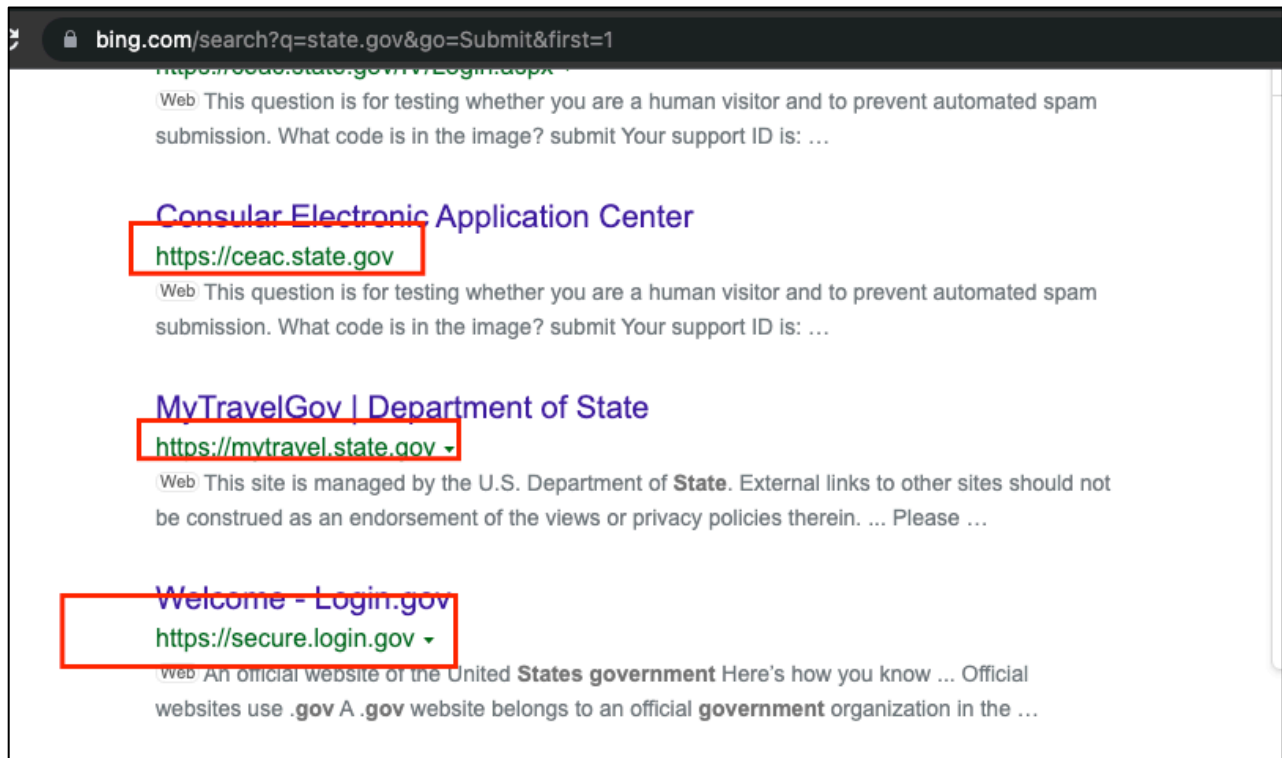 bing.com/search?q=state.gov&go=Submit&first=1
https://ceac.state.gov/IV/Login.aspx
Web This question is for testing whether you are a human visitor and to prevent automated spam
submission. What code is in the image? submit Your support ID is: ...
Consular Electronic Application Center
https://ceac.state.gov
Web This question is for testing whether you are a human visitor and to prevent automated spam
submission. What code is in the image? submit Your support ID is: ...
MyTravelGov | Department of State
https://mytravel.state.gov
Web This site is managed by the U.S. Department of State. External links to other sites should not
be construed as an endorsement of the views or privacy policies therein. ... Please ...
Welcome - Login.gov
https://secure.login.gov
Web An official website of the United States government Here’s how you know ... Official
websites use .gov A .gov website belongs to an official government organization in the ...